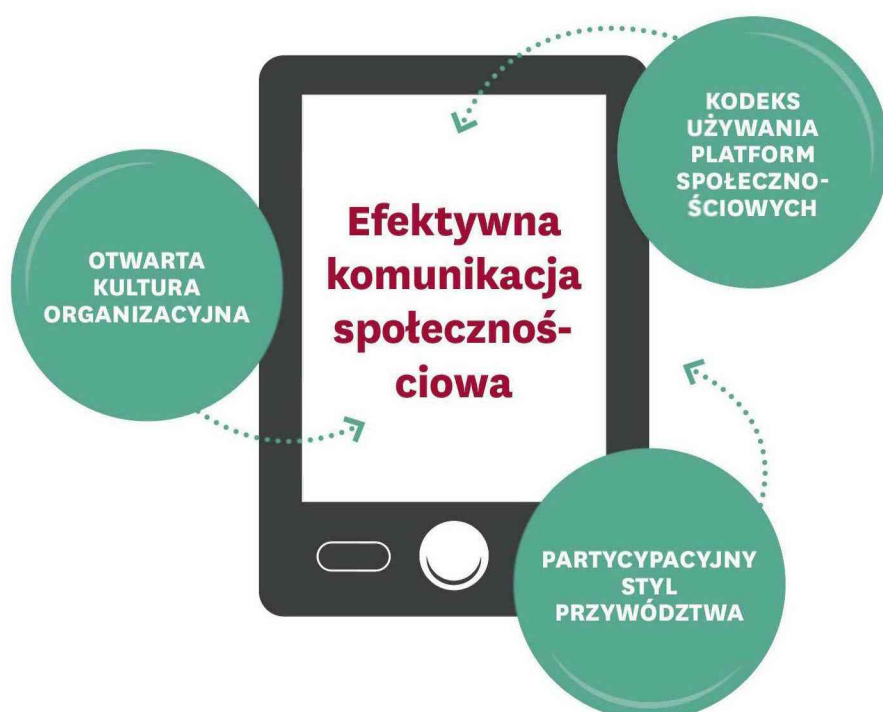 KODEKS
UŻYWANIA
PLATFORM
SPOŁECZNO-
ŚCIOWYCH
Efektywna
komunikacja
społecznoś-
ciowa
OTWARTA
KULTURA
ORGANIZACYJNA
PARTYCYPACYJNY
STYL
PRZYWÓDZTWA